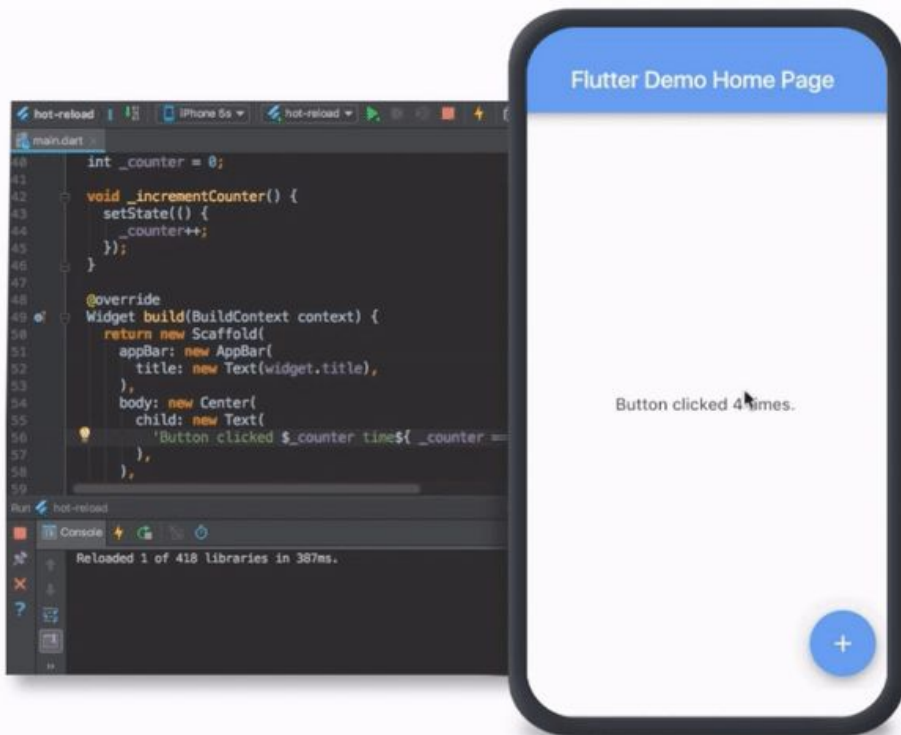 hot-reload
iPhone 5s
hot-reload
main.dart
40 int _counter = 0;
41
42 void _incrementCounter() {
43 setState(() {
44 _counter++;
45 });
46 }
47
48 @override
49 Widget build(BuildContext context) {
50 return new Scaffold(
51 appBar: new AppBar(
52 title: new Text(widget.title),
53 ),
54 body: new Center(
55 child: new Text(
56 'Button clicked $_counter time${ _counter ==
57 ),
58 ),
59
Run hot-reload
Console
Reloaded 1 of 418 libraries in 387ms.
Flutter Demo Home Page
Button clicked 4 times.
+